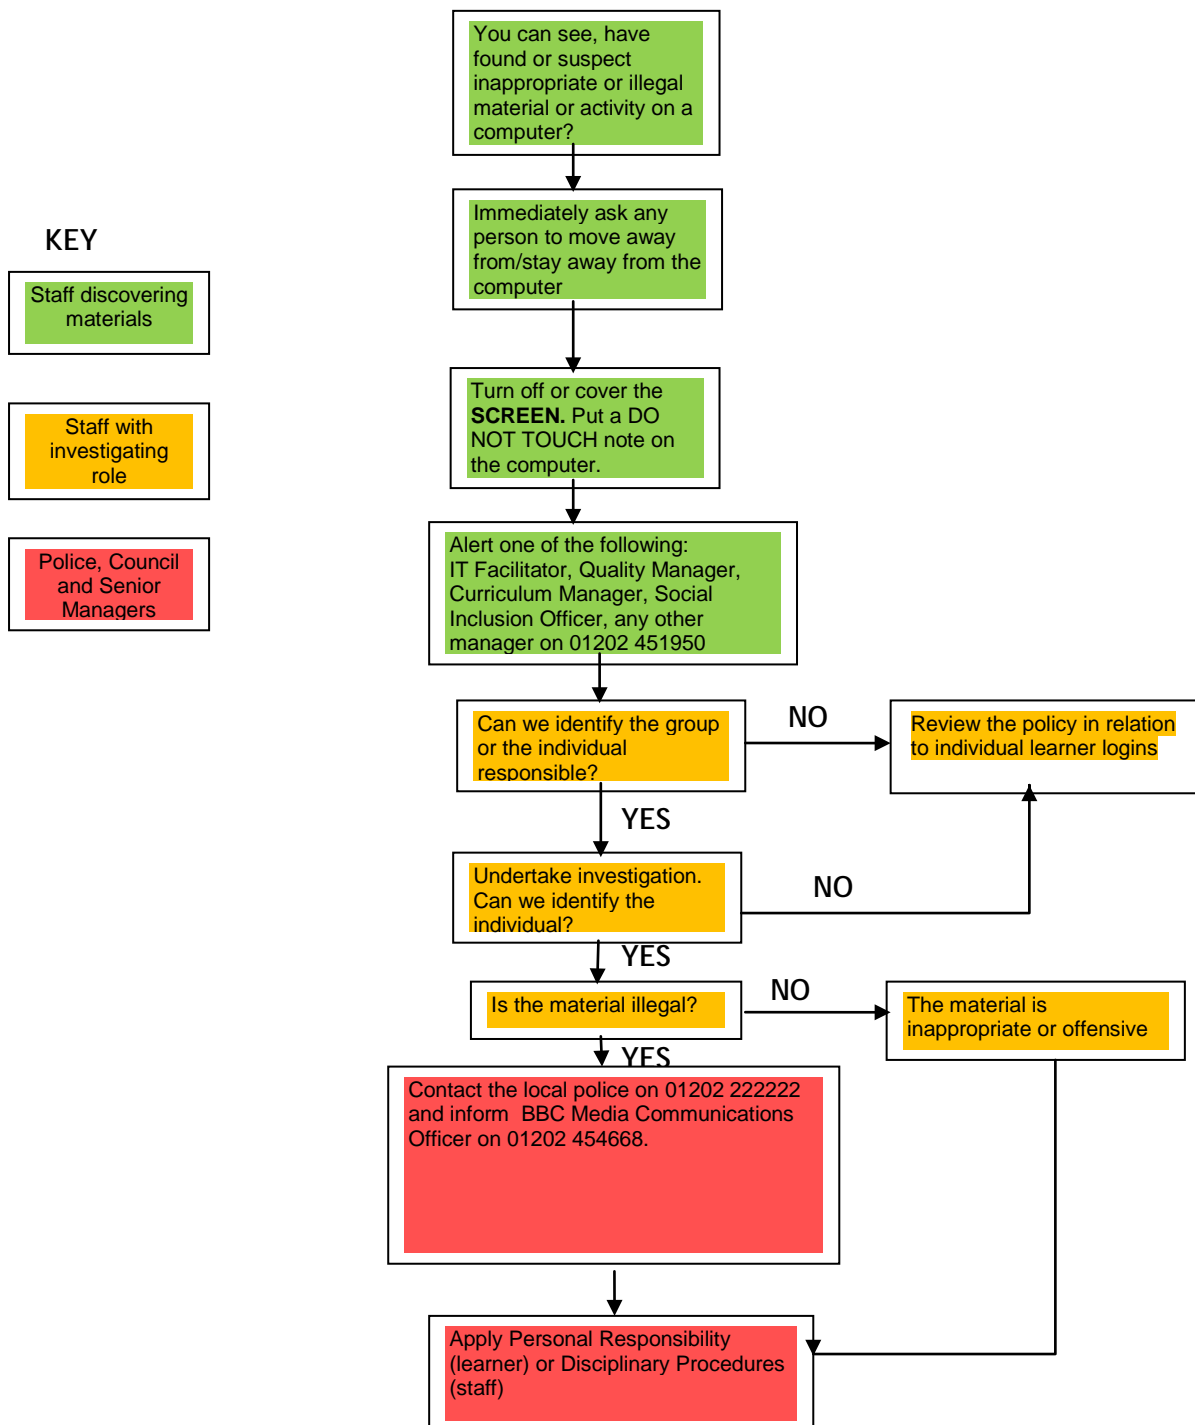 You can see, have
found or suspect
inappropriate or illegal
material or activity on a
computer?
Immediately ask any
person to move away
from/stay away from the
computer
KEY
Staff discovering
materials
Staff with
investigating
role
Police, Council
and Senior
Managers
Turn off or cover the
SCREEN. Put a DO
NOT TOUCH note on
the computer.
Alert one of the following:
IT Facilitator, Quality Manager,
Curriculum Manager, Social
Inclusion Officer, any other
manager on 01202 451950
Can we identify the group
or the individual
responsible?
NO
Review the policy in relation
to individual learner logins
YES
Undertake investigation.
Can we identify the
individual?
NO
YES
Is the material illegal?
NO
The material is
inappropriate or offensive
YES
Contact the local police on 01202 222222
and inform  BBC Media Communications
Officer on 01202 454668.
Apply Personal Responsibility
(learner) or Disciplinary Procedures
(staff)